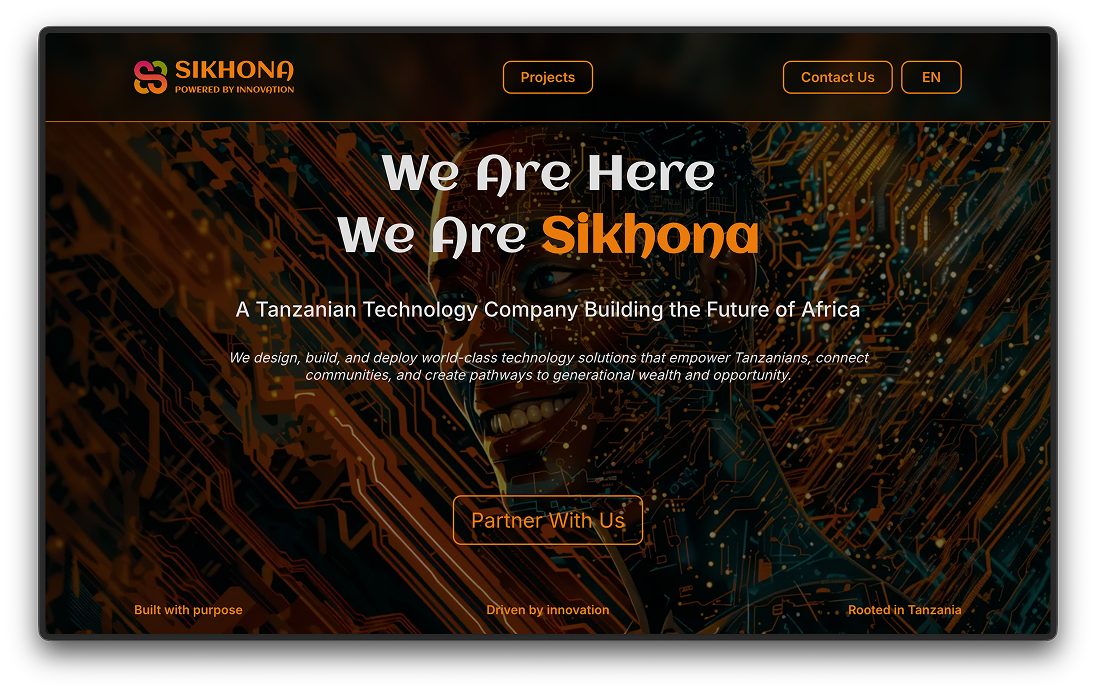 SIKHONA
POWERED BY INNOVATION
Projects
Contact Us
EN
We Are Here
We Are Sikhona
A Tanzanian Technology Company Building the Future of Africa
We design, build, and deploy world-class technology solutions that empower Tanzanians, connect
communities, and create pathways to generational wealth and opportunity.
Partner With Us
Built with purpose
Driven by innovation
Rooted in Tanzania